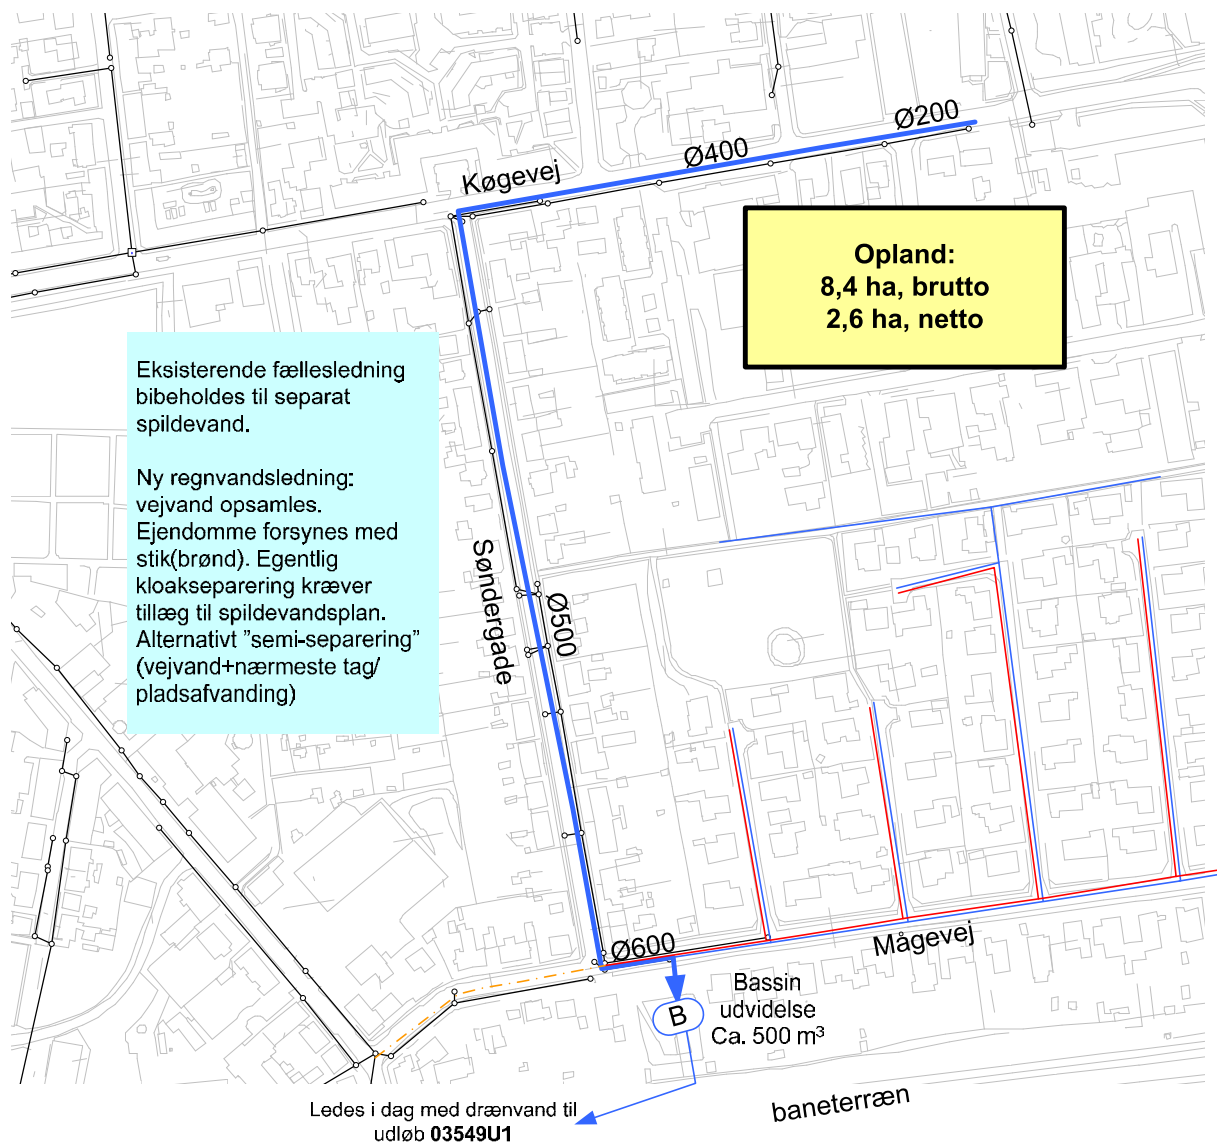 Ø200
Ø400
Køgevej
Opland:
8,4 ha, brutto
2,6 ha, netto
Eksisterende fællesledning
bibeholdes til separat
spildevand.
Ny regnvandsledning:
vejvand opsamles.
Ejendomme forsynes med
stik(brønd). Egentlig
kloakseparering kræver
tillæg til spildevandsplan.
Alternativt ”semi-separering”
(vejvand+nærmeste tag/
pladsafvanding)
Søndergade
Ø500
Ø600
Mågevej
Bassin
udvidelse
Ca. 500 m³
B
baneterræn
Ledes i dag med drænvand til
udløb 03549U1